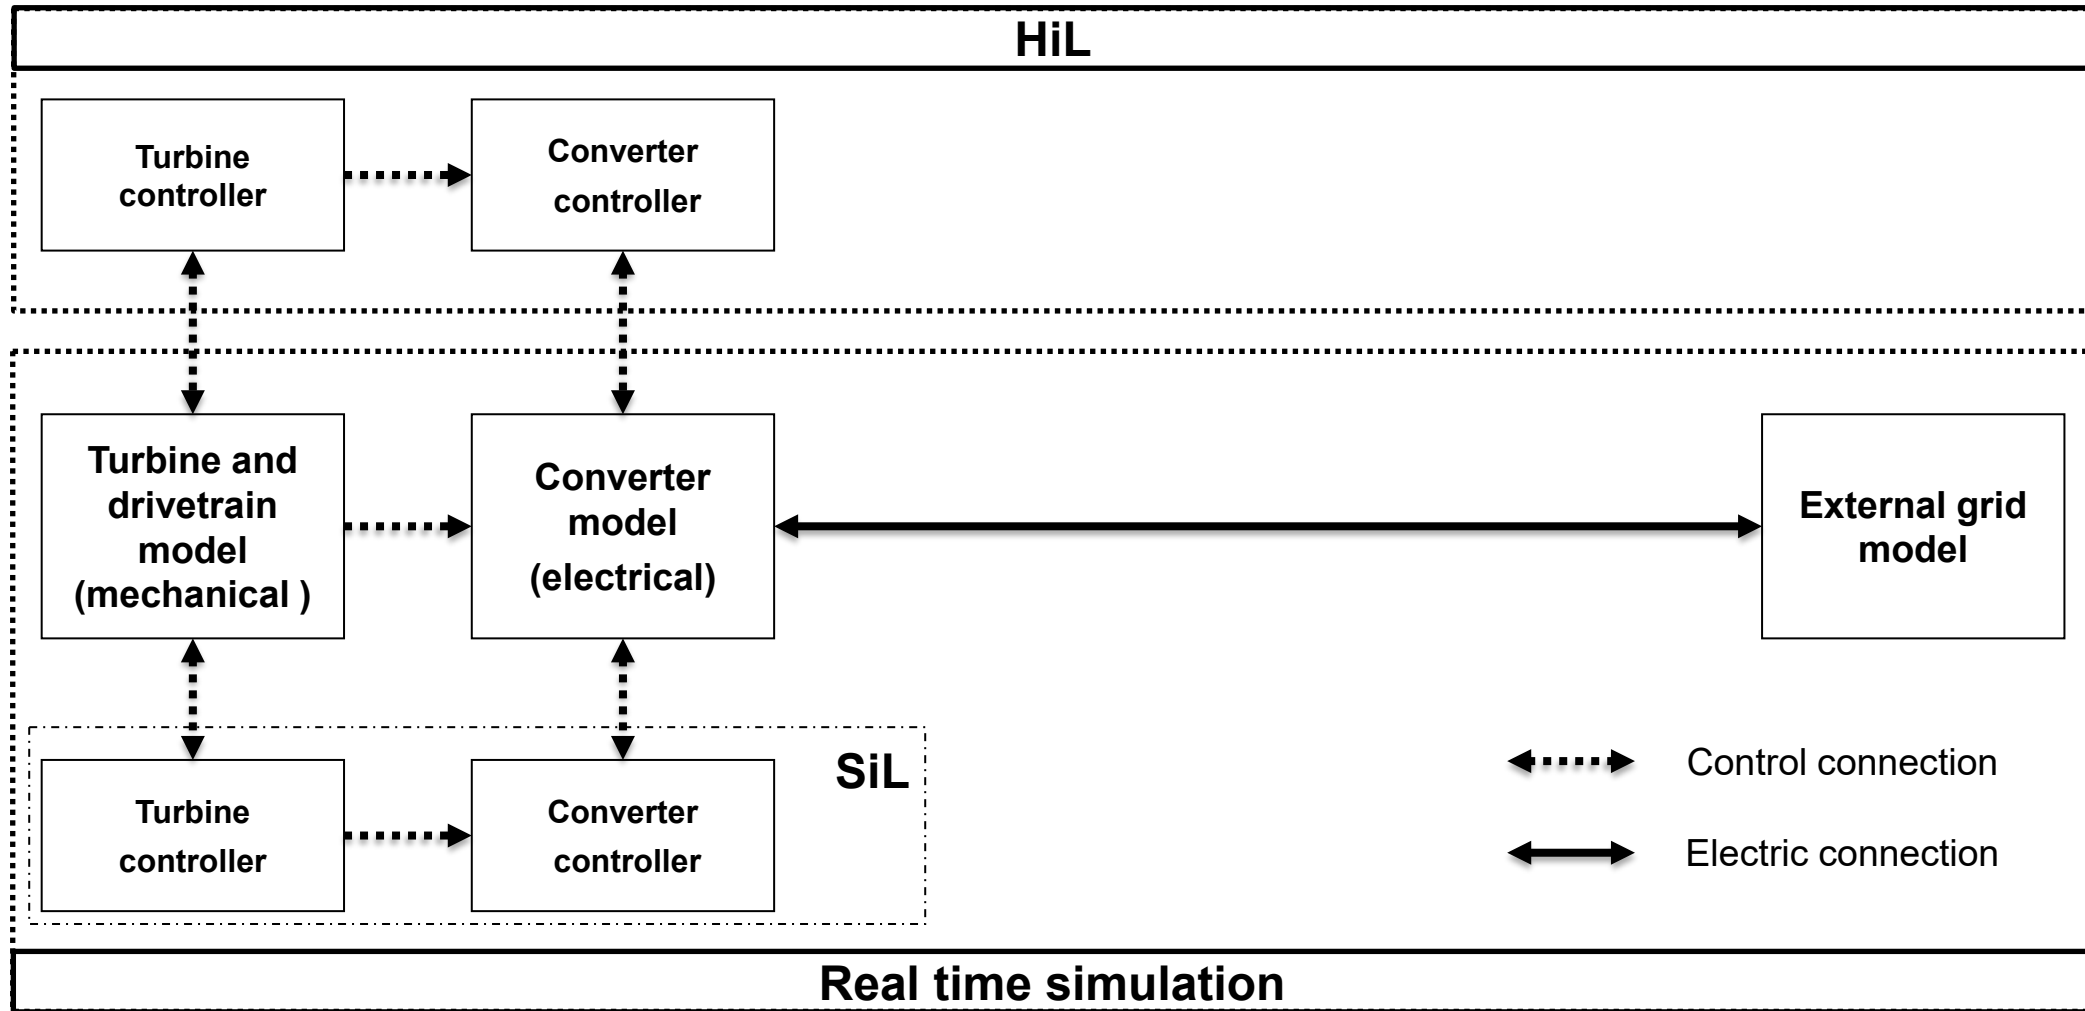 HiL
Turbine
controller
Converter
controller
Turbine and
drivetrain
model
(mechanical )
Converter
model
(electrical)
External grid
model
SiL
Turbine
controller
Converter
controller
Control connection
Electric connection
Real time simulation